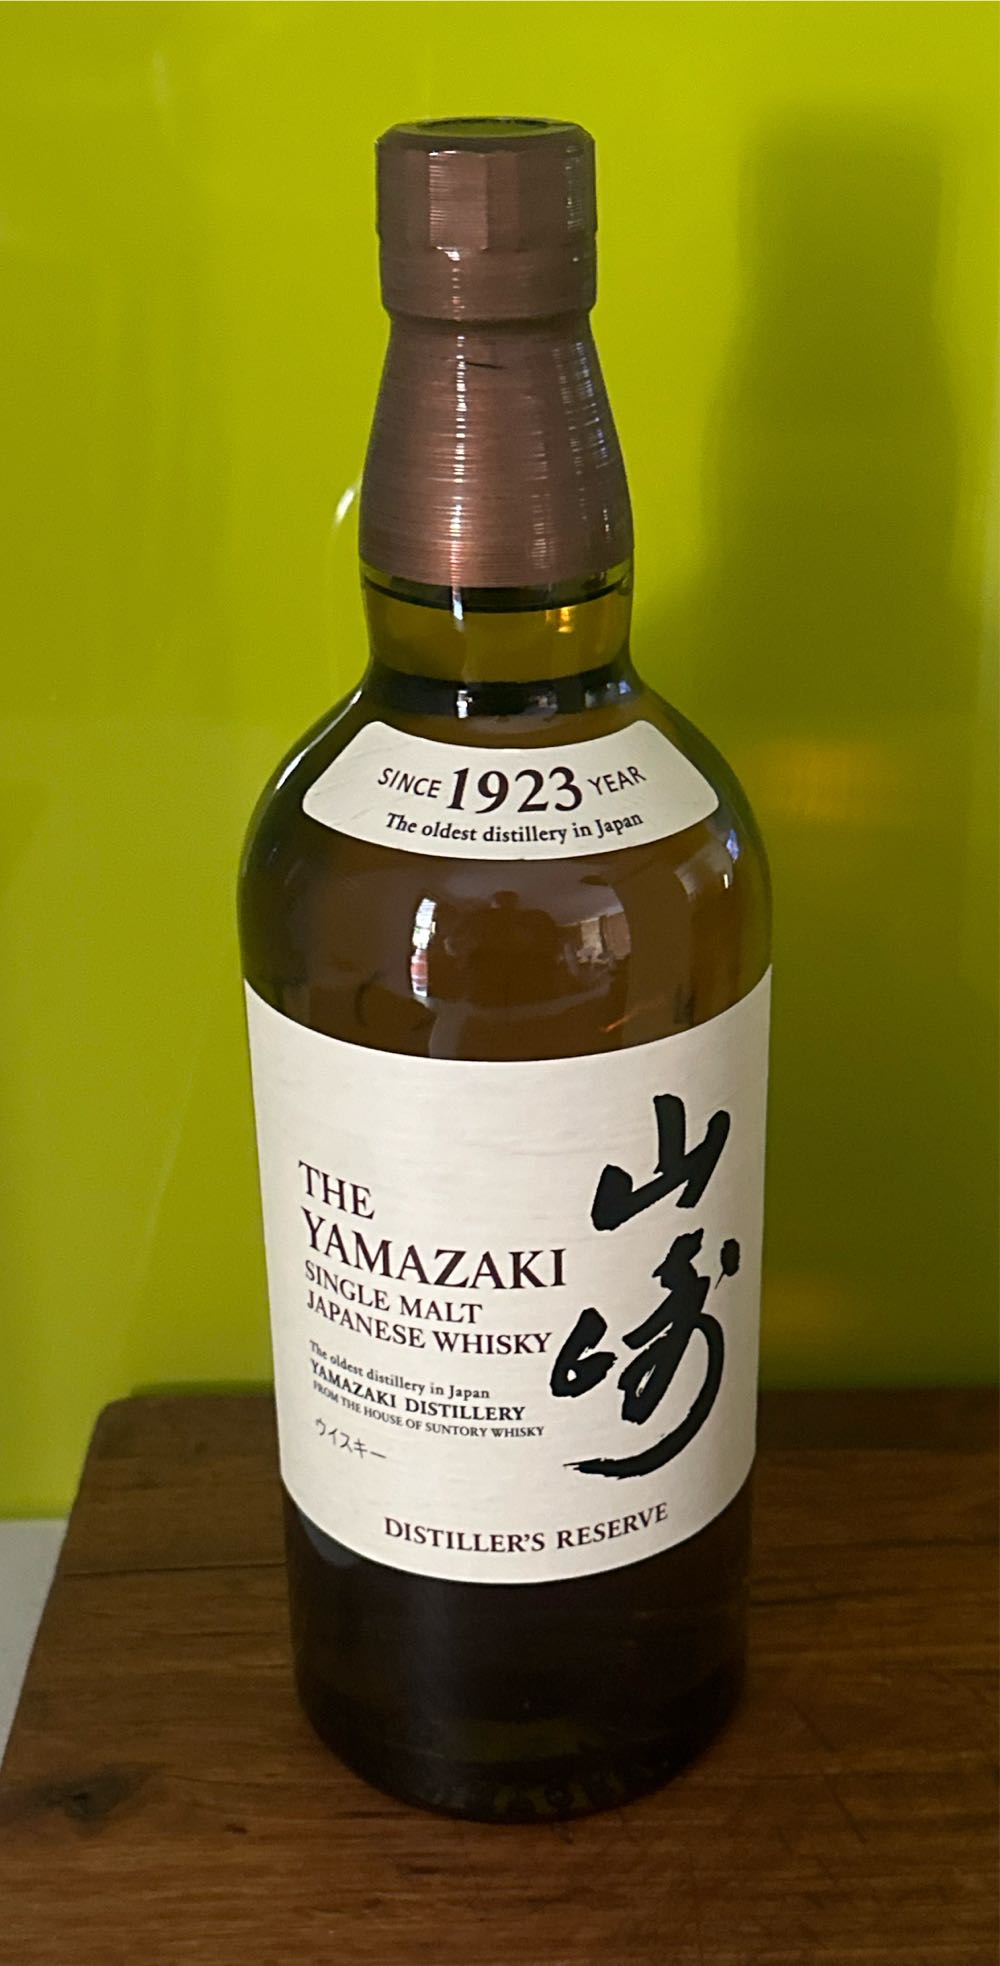 SINCE 1923 YEAR
The oldest distillery in Japan
山崎
THE
YAMAZAKI
SINGLE MALT
JAPANESE WHISKY
The oldest distillery in Japan
YAMAZAKI DISTILLERY
FROM THE HOUSE OF SUNTORY WHISKY
ウイスキー
DISTILLER'S RESERVE